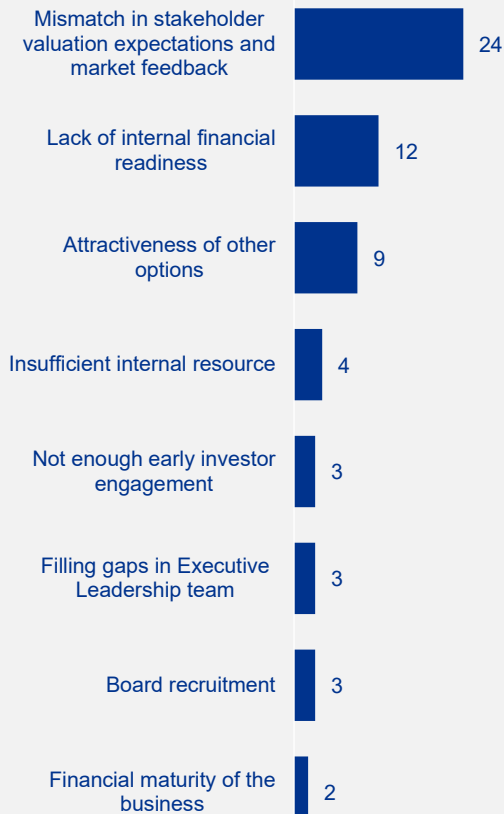 Mismatch in stakeholder
valuation expectations and
market feedback
24
Lack of internal financial
readiness
12
Attractiveness of other
options
9
Insufficient internal resource
4
Not enough early investor
engagement
3
Filling gaps in Executive
Leadership team
3
Board recruitment
3
Financial maturity of the
business
2